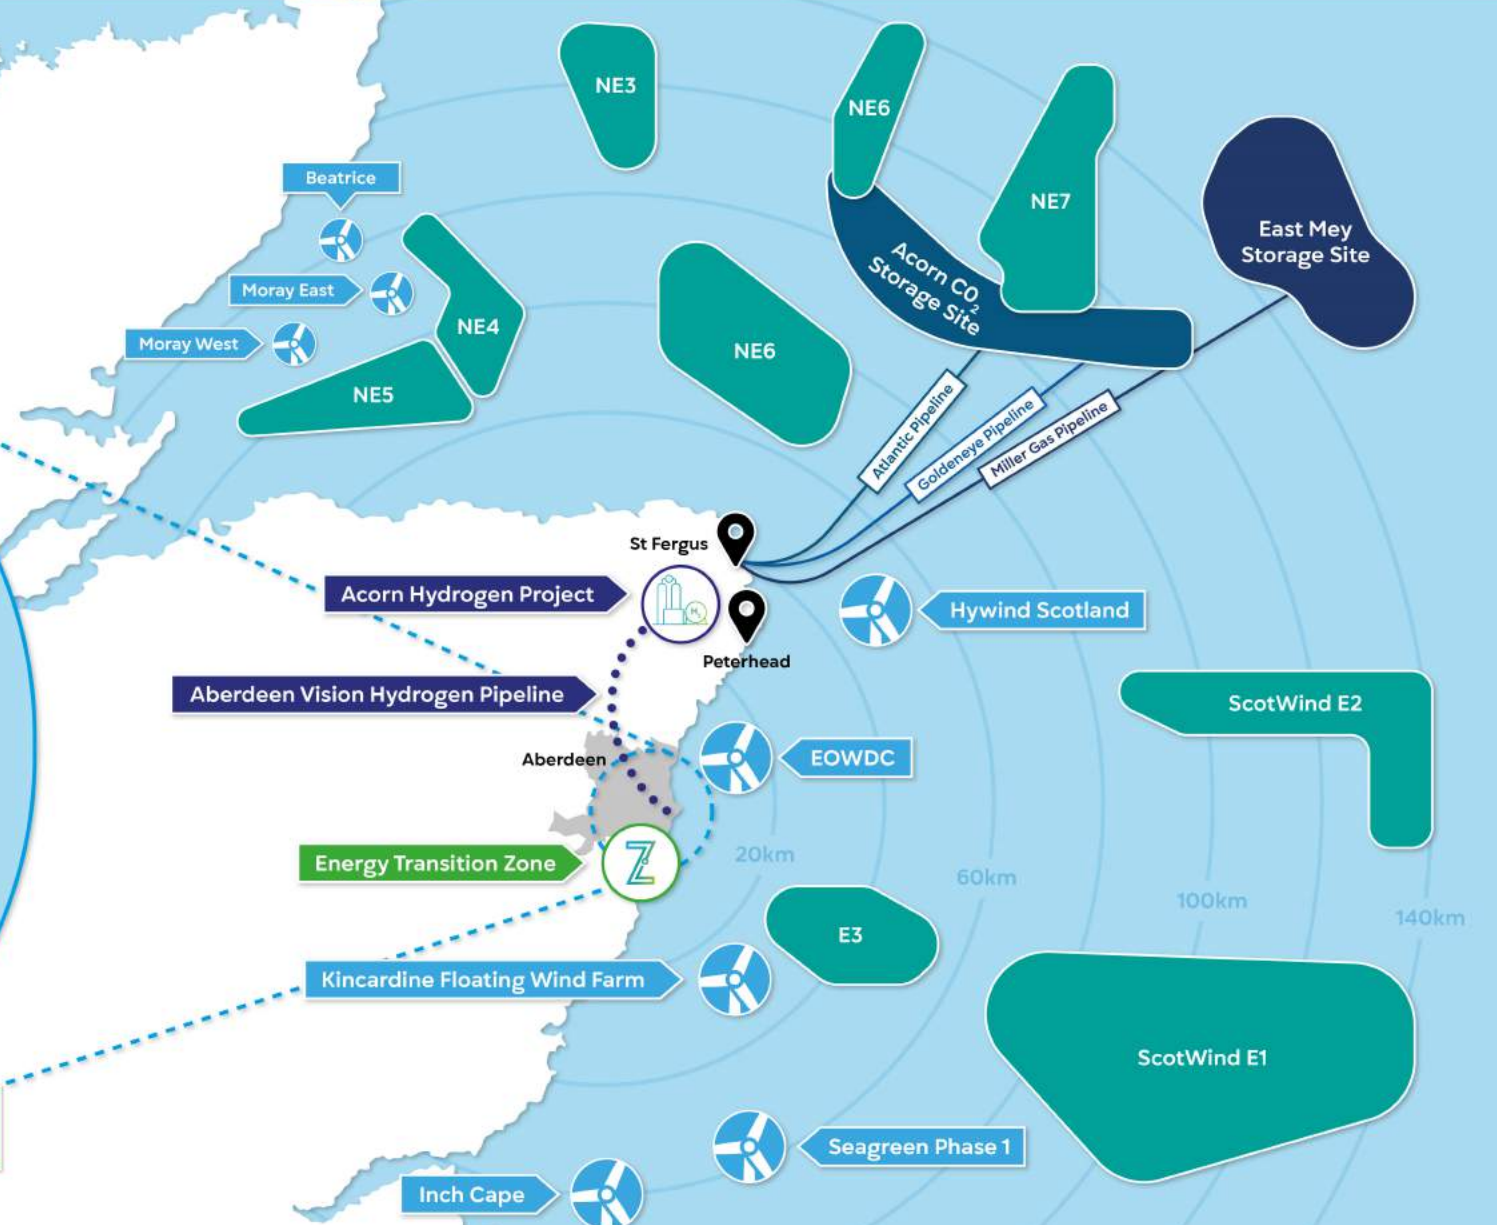 NE3
NE6
NE7
Beatrice
East Mey
Storage Site
Acorn CO2
Storage Site
Moray East
NE4
Moray West
NE6
NE5
Atlantic Pipeline
Goldeneye Pipeline
Miller Gas Pipeline
St Fergus
Acorn Hydrogen Project
H2
Hywind Scotland
Peterhead
Aberdeen Vision Hydrogen Pipeline
ScotWind E2
Aberdeen
EOWDC
20km
Energy Transition Zone
Z
60km
100km
140km
E3
Kincardine Floating Wind Farm
ScotWind E1
Seagreen Phase 1
Inch Cape